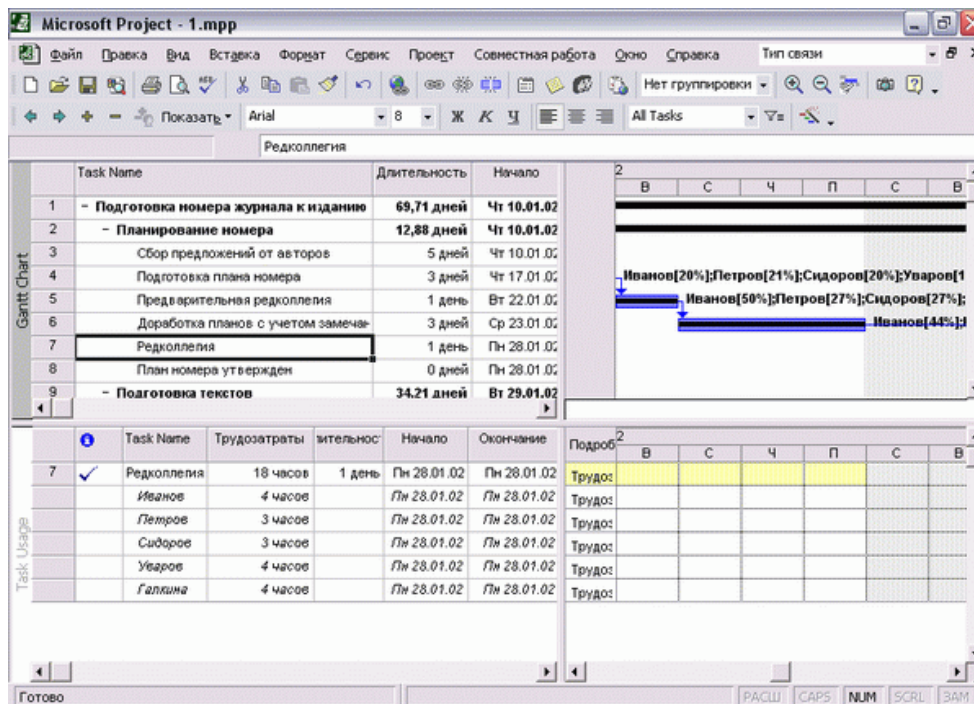 Microsoft Project - 1.mpp
Файл Правка Вид Вставка Формат Сервис Проект Совместная работа Окно Справка Тип связи
Нет группировки
Показать Arial 8 Ж К Ч All Tasks
Редколлегия
Task Name Длительность Начало 2
В С Ч П С В
1 − Подготовка номера журнала к изданию 69,71 дней Чт 10.01.02
2 − Планирование номера 12,88 дней Чт 10.01.02
3 Сбор предложений от авторов 5 дней Чт 10.01.02
4 Подготовка плана номера 3 дней Чт 17.01.02 Иванов[20%];Петров[21%];Сидоров[20%];Уваров[1
5 Предварительная редколлегия 1 день Вт 22.01.02 Иванов[50%];Петров[27%];Сидоров[27%];
6 Доработка планов с учетом замечан 3 дней Ср 23.01.02 Иванов[44%];
7 Редколлегия 1 день Пн 28.01.02
8 План номера утвержден 0 дней Пн 28.01.02
9 − Подготовка текстов 34,21 дней Вт 29.01.02
Gantt Chart
Task Name Трудозатраты ительнос Начало Окончание Подроб 2
В С Ч П С В
7 Редколлегия 18 часов 1 день Пн 28.01.02 Пн 28.01.02 Трудоз
Иванов 4 часов Пн 28.01.02 Пн 28.01.02 Трудоз
Петров 3 часов Пн 28.01.02 Пн 28.01.02 Трудоз
Сидоров 3 часов Пн 28.01.02 Пн 28.01.02 Трудоз
Уваров 4 часов Пн 28.01.02 Пн 28.01.02 Трудоз
Галкина 4 часов Пн 28.01.02 Пн 28.01.02 Трудоз
Task Usage
Готово РАСШ CAPS NUM SCRL ЗАМ